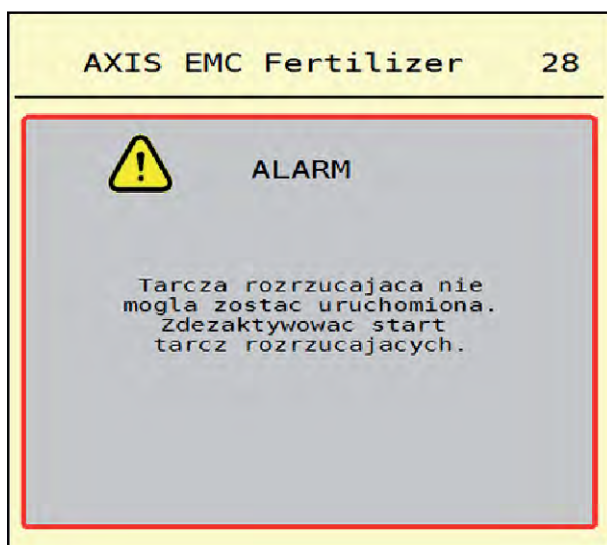 AXIS EMC Fertilizer 28
ALARM
Tarcza rozrzucajaca nie
mogla zostac uruchomiona.
Zdezaktywowac start
tarcz rozrzucajacych.